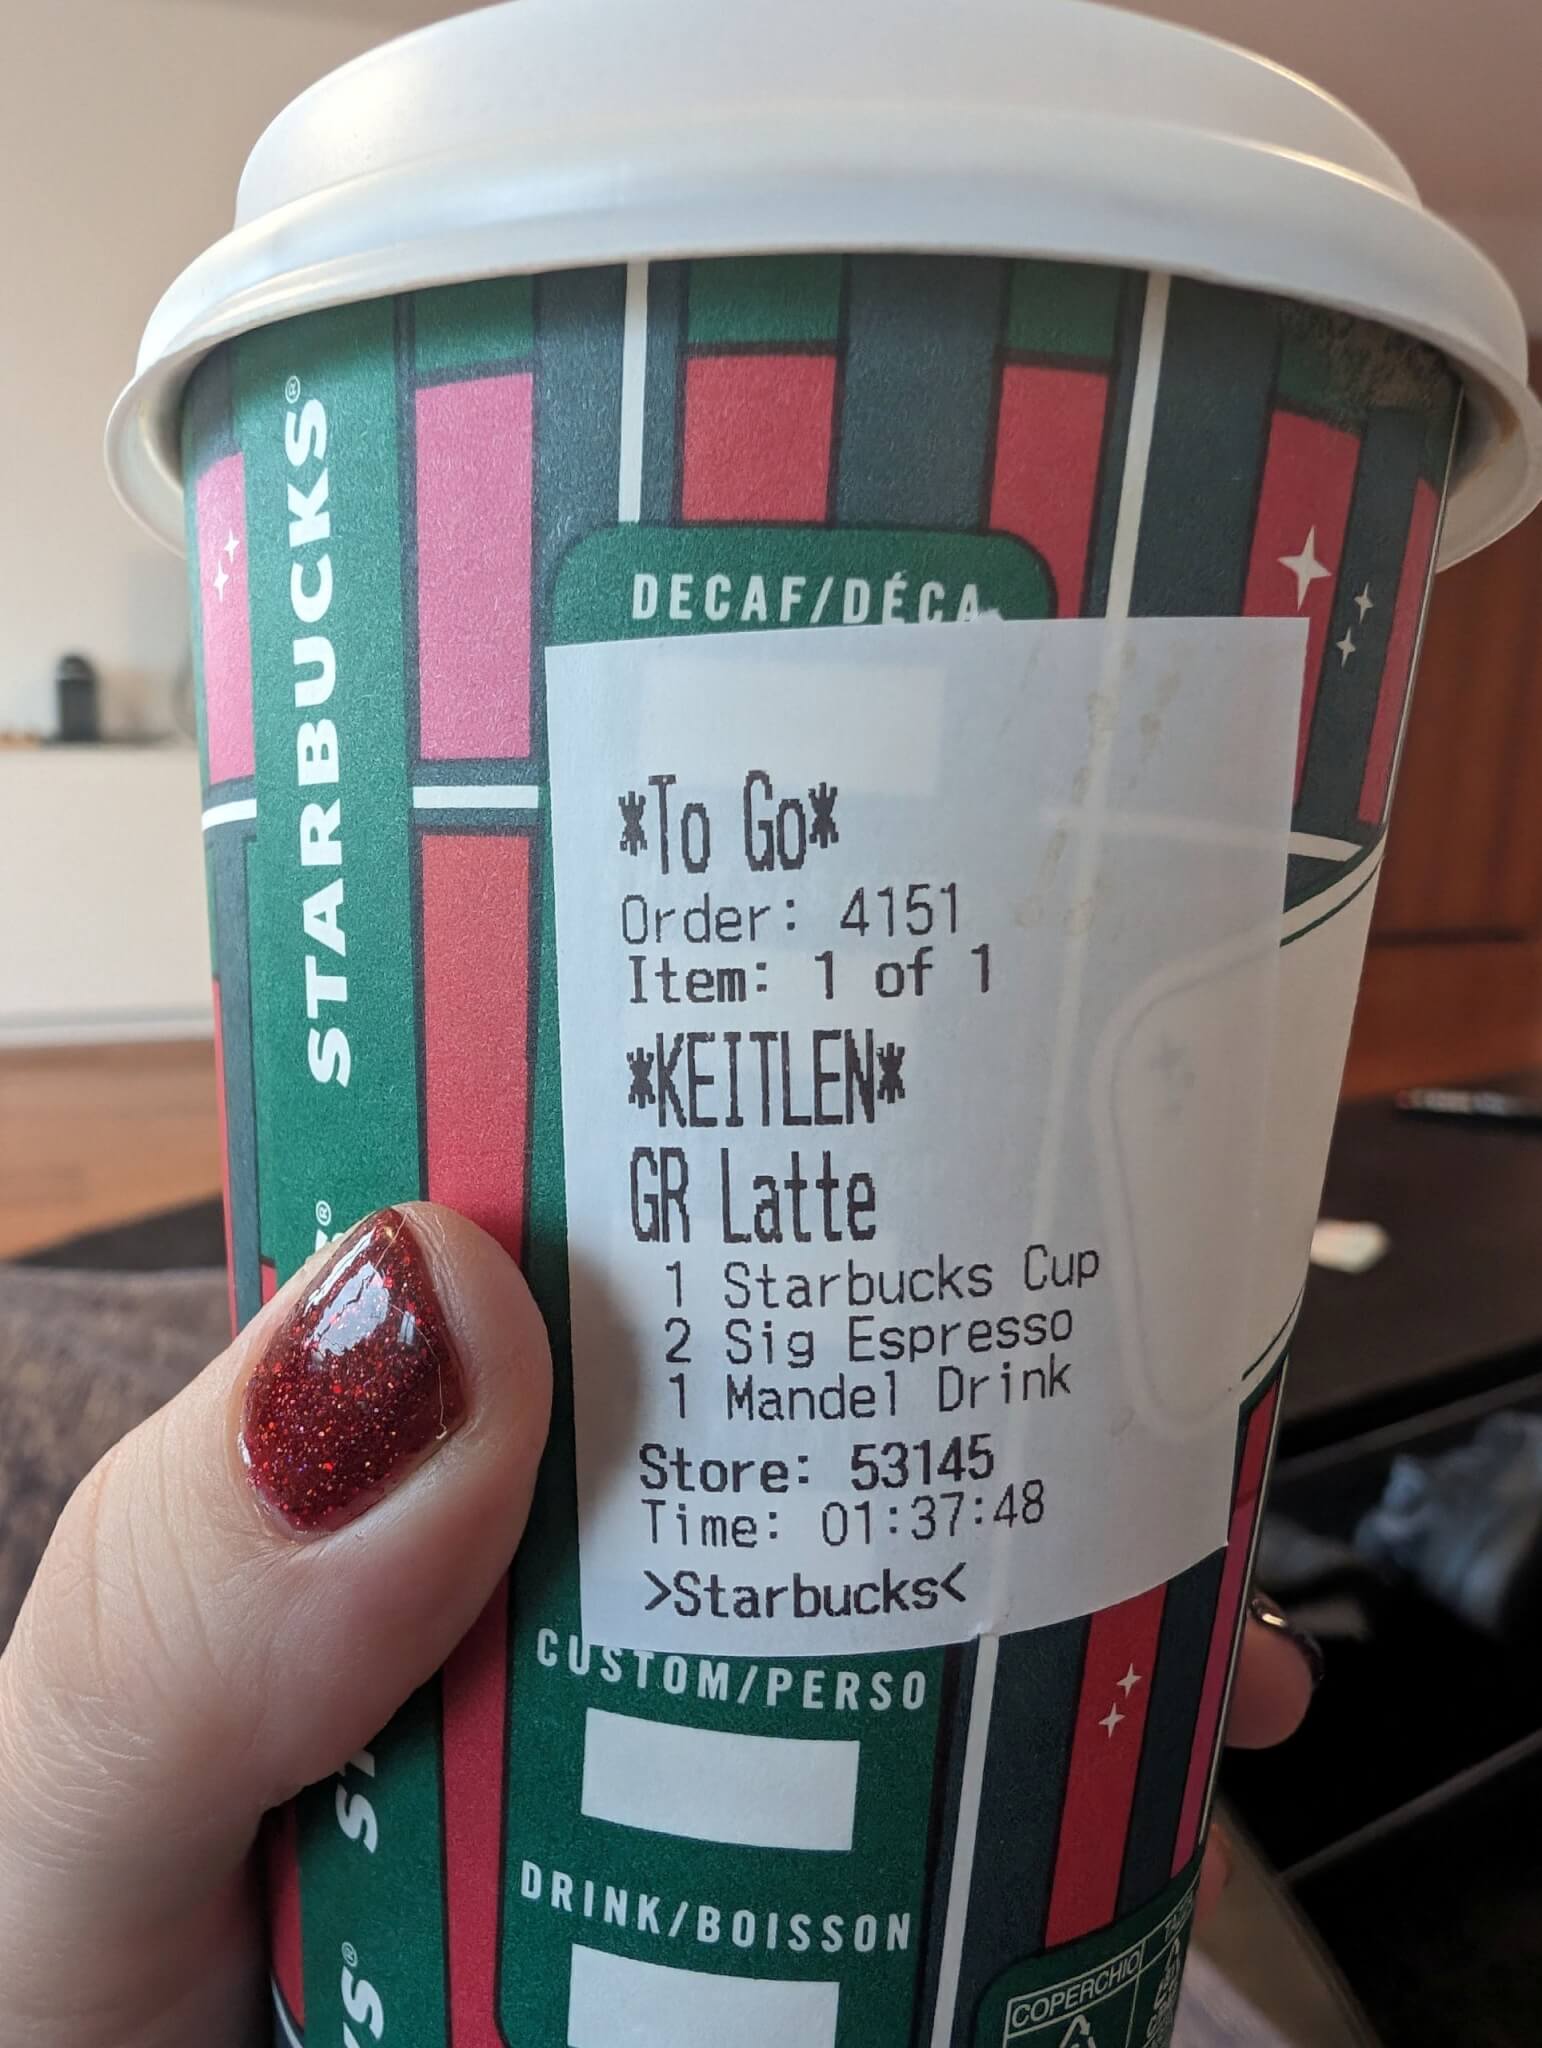 STARBUCKS®
DECAF/DÉCA
*To Go*
Order: 4151
Item: 1 of 1
*KEITLEN*
GR Latte
1 Starbucks Cup
2 Sig Espresso
1 Mandel Drink
Store: 53145
Time: 01:37:48
>Starbucks<
CUSTOM/PERSO
DRINK/BOISSON
COPERCHIO